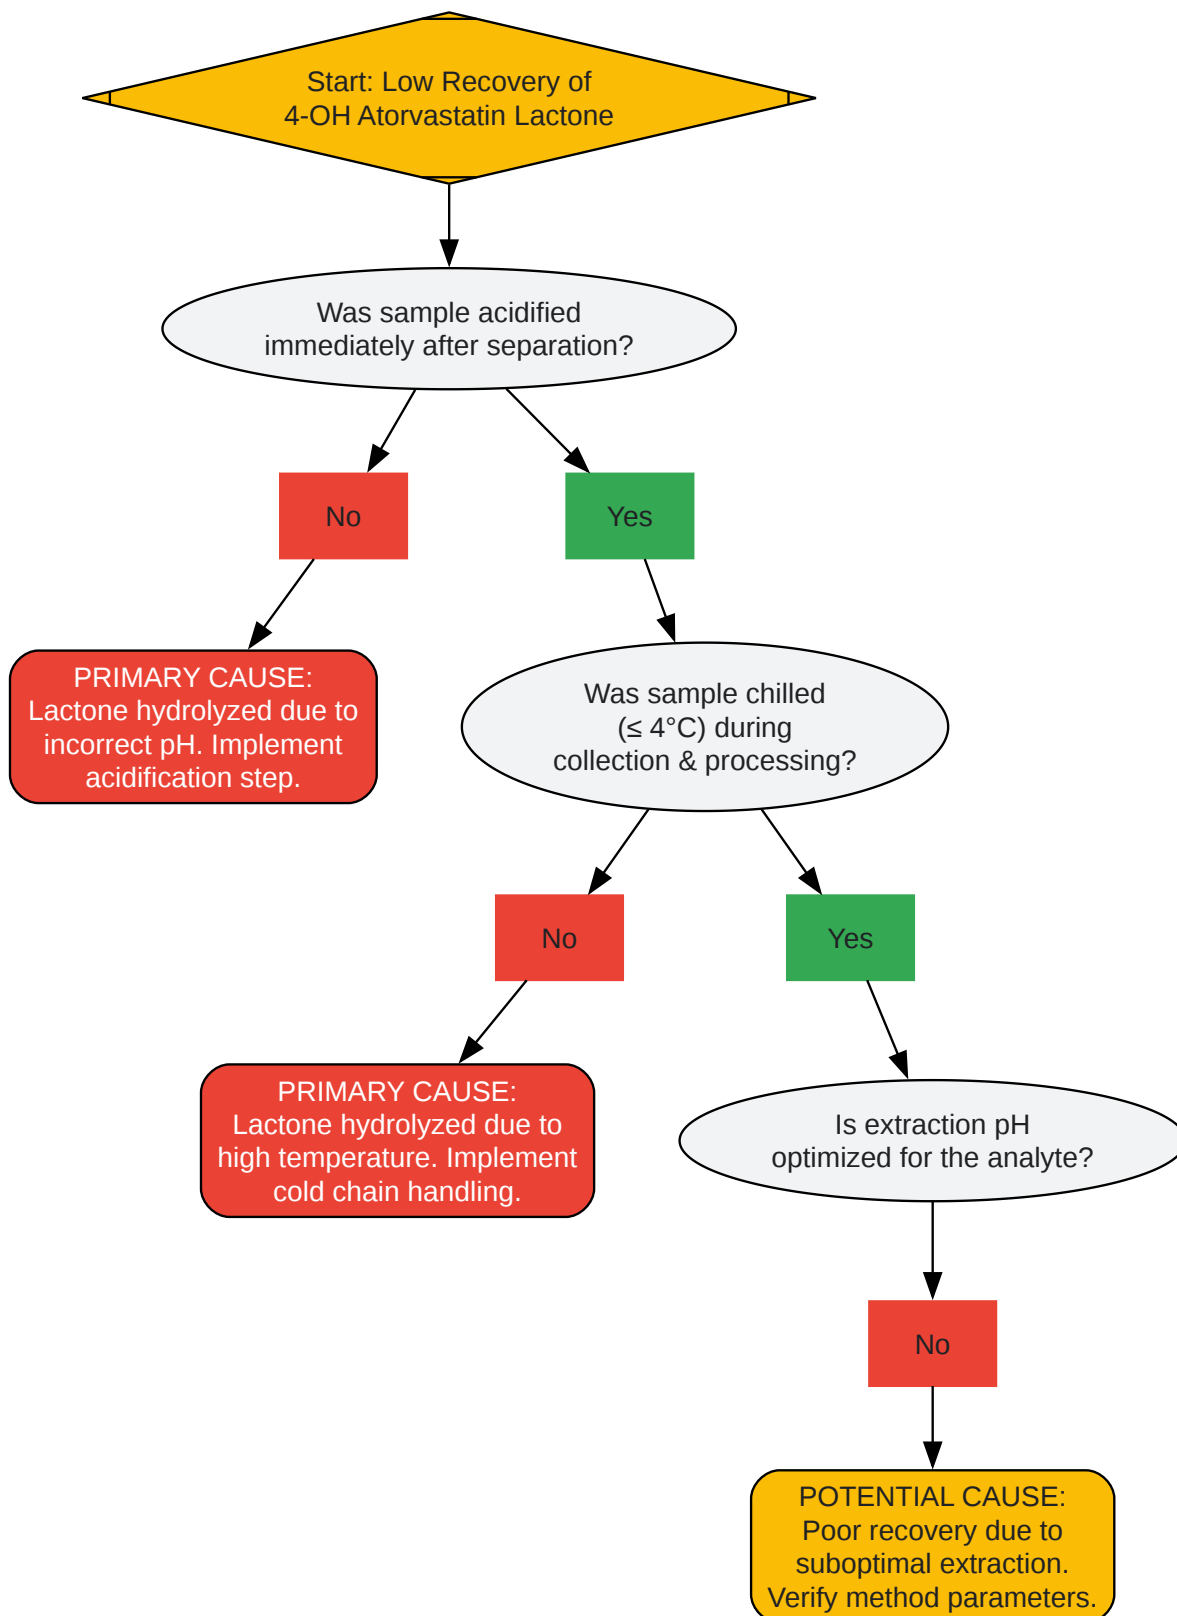 Start: Low Recovery of
4-OH Atorvastatin Lactone
Was sample acidified
immediately after separation?
No
Yes
PRIMARY CAUSE:
Lactone hydrolyzed due to
incorrect pH. Implement
acidification step.
Was sample chilled
(≤ 4°C) during
collection & processing?
No
Yes
PRIMARY CAUSE:
Lactone hydrolyzed due to
high temperature. Implement
cold chain handling.
Is extraction pH
optimized for the analyte?
No
POTENTIAL CAUSE:
Poor recovery due to
suboptimal extraction.
Verify method parameters.